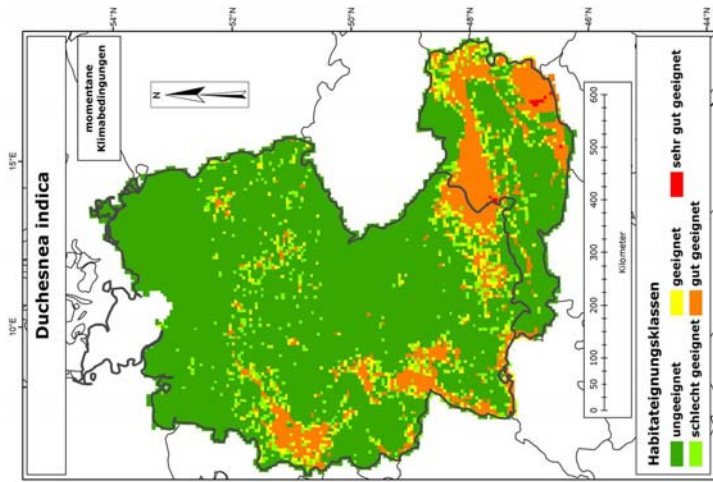 Duchesnea indica
momentane
Klimabedingungen
N
10°E
15°E
54°N
52°N
50°N
48°N
46°N
44°N
0 50 100 200 300 400 500 600
Kilometer
Habitateignungsklassen
ungeeignet
schlecht geeignet
geeignet
gut geeignet
sehr gut geeignet